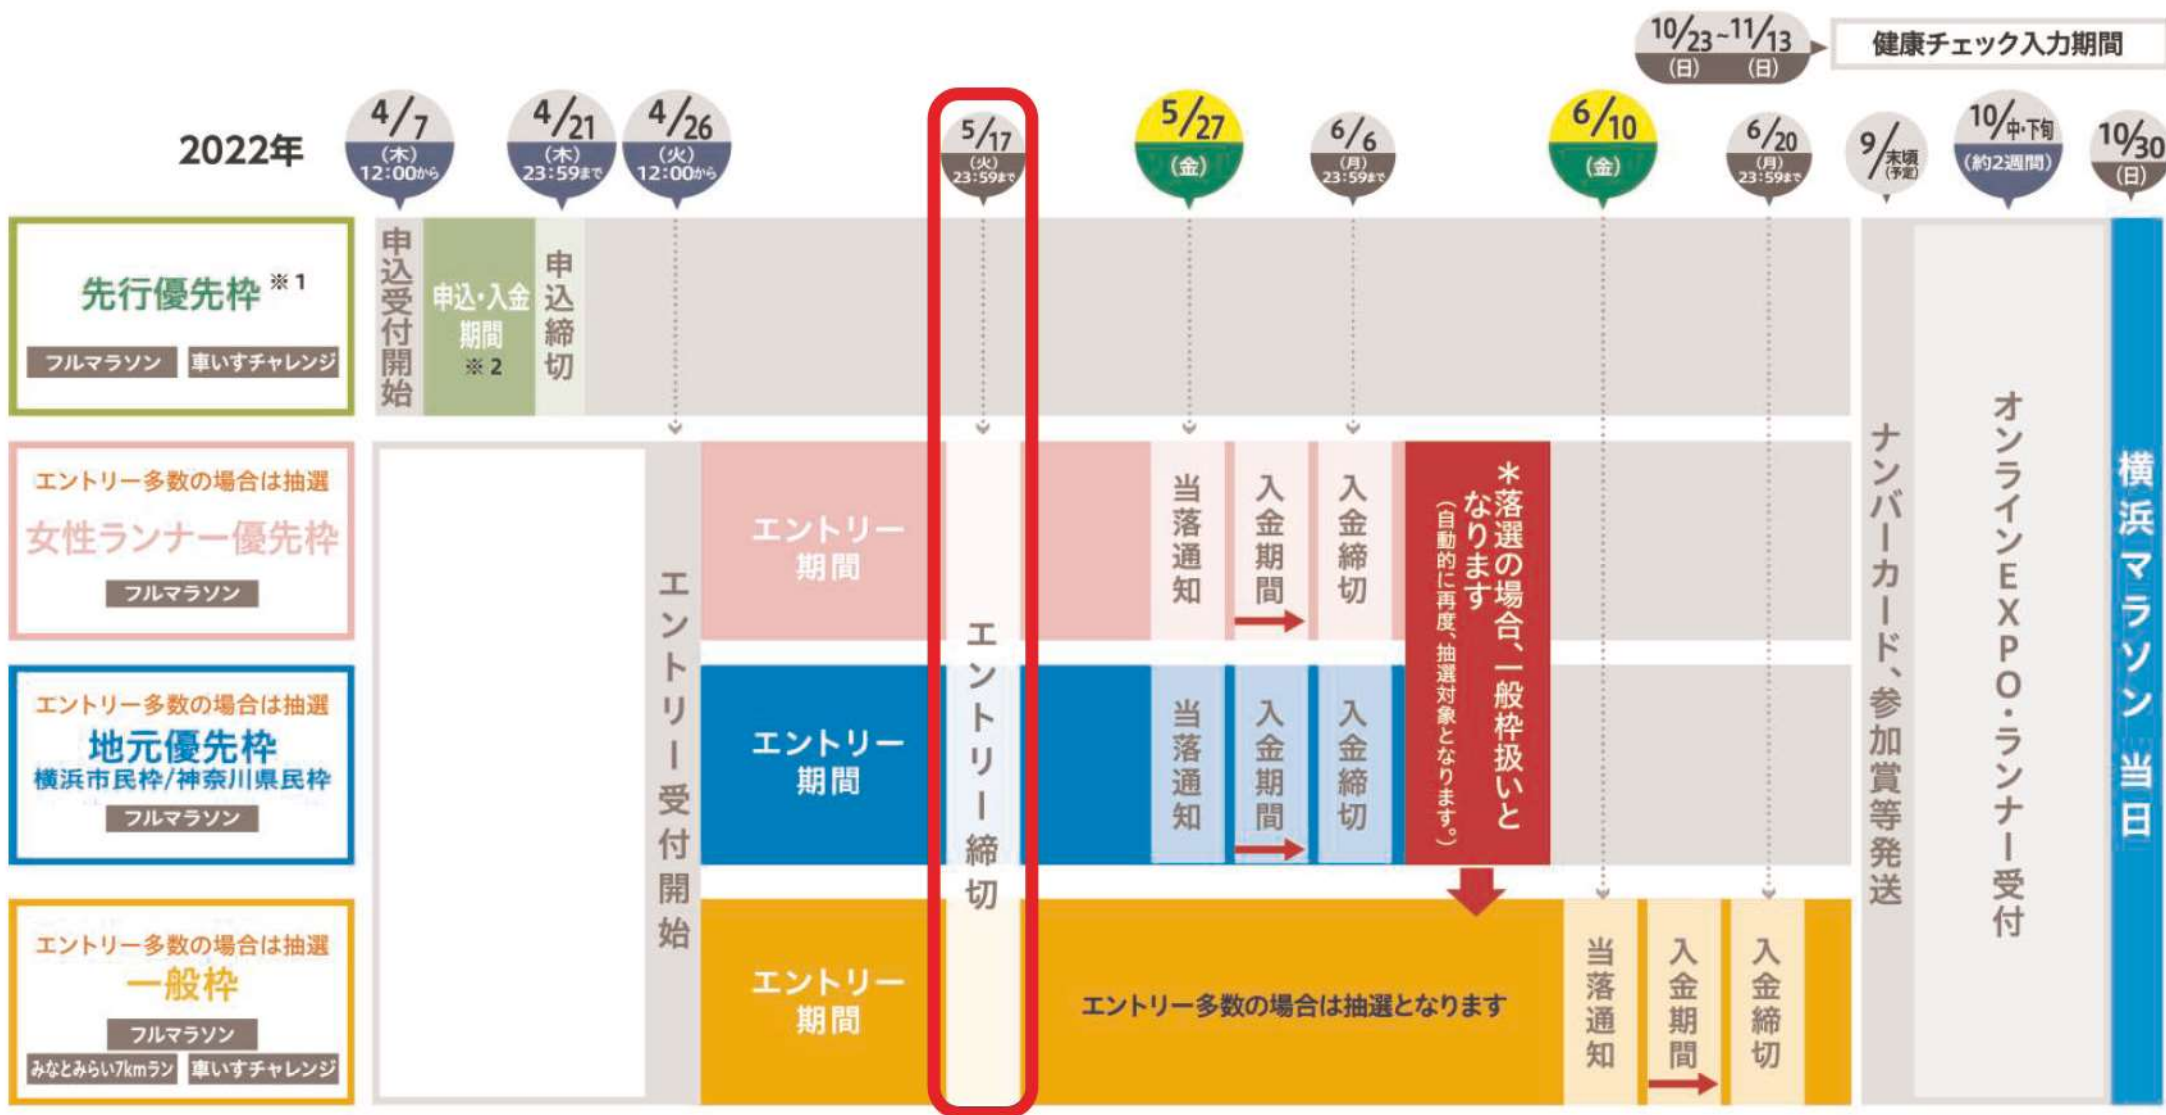 10/23~11/13
(日) (日)
健康チェック入力期間
2022年
4/7
(木)
12:00から
4/21
(木)
23:59まで
4/26
(火)
12:00から
5/17
(火)
23:59まで
5/27
(金)
6/6
(月)
23:59まで
6/10
(金)
6/20
(月)
23:59まで
9/末頃
(予定)
10/中・下旬
(約2週間)
10/30
(日)
先行優先枠 ※1
フルマラソン 車いすチャレンジ
申込受付開始
申込・入金
期間
※2
申込締切
エントリー多数の場合は抽選
女性ランナー優先枠
フルマラソン
エントリー受付開始
エントリー
期間
エントリー締切
当落通知
入金期間
入金締切
*落選の場合、一般枠扱いと
なります
(自動的に再度、抽選対象となります。)
エントリー多数の場合は抽選
地元優先枠
横浜市民枠/神奈川県民枠
フルマラソン
エントリー
期間
当落通知
入金期間
入金締切
エントリー多数の場合は抽選
一般枠
フルマラソン
みなとみらい7kmラン 車いすチャレンジ
エントリー
期間
エントリー多数の場合は抽選となります
当落通知
入金期間
入金締切
ナンバーカード、参加賞等発送
オンラインEXPO・ランナー受付
横浜マラソン 当日